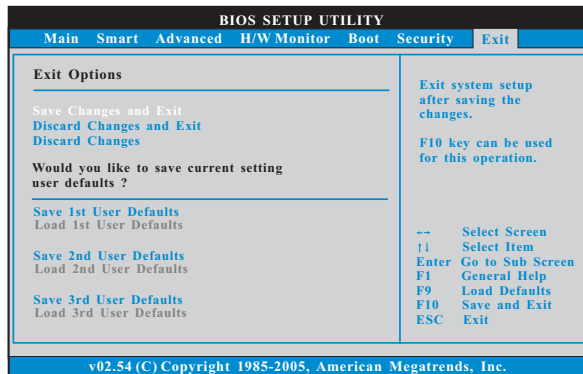 BIOS SETUP UTILITY
Main Smart Advanced H/W Monitor Boot Security Exit
Exit Options
Save Changes and Exit
Discard Changes and Exit
Discard Changes
Would you like to save current setting
user defaults ?
Save 1st User Defaults
Load 1st User Defaults
Save 2nd User Defaults
Load 2nd User Defaults
Save 3rd User Defaults
Load 3rd User Defaults
Exit system setup
after saving the
changes.
F10 key can be used
for this operation.
←→ Select Screen
↑↓ Select Item
Enter Go to Sub Screen
F1 General Help
F9 Load Defaults
F10 Save and Exit
ESC Exit
v02.54 (C) Copyright 1985-2005, American Megatrends, Inc.